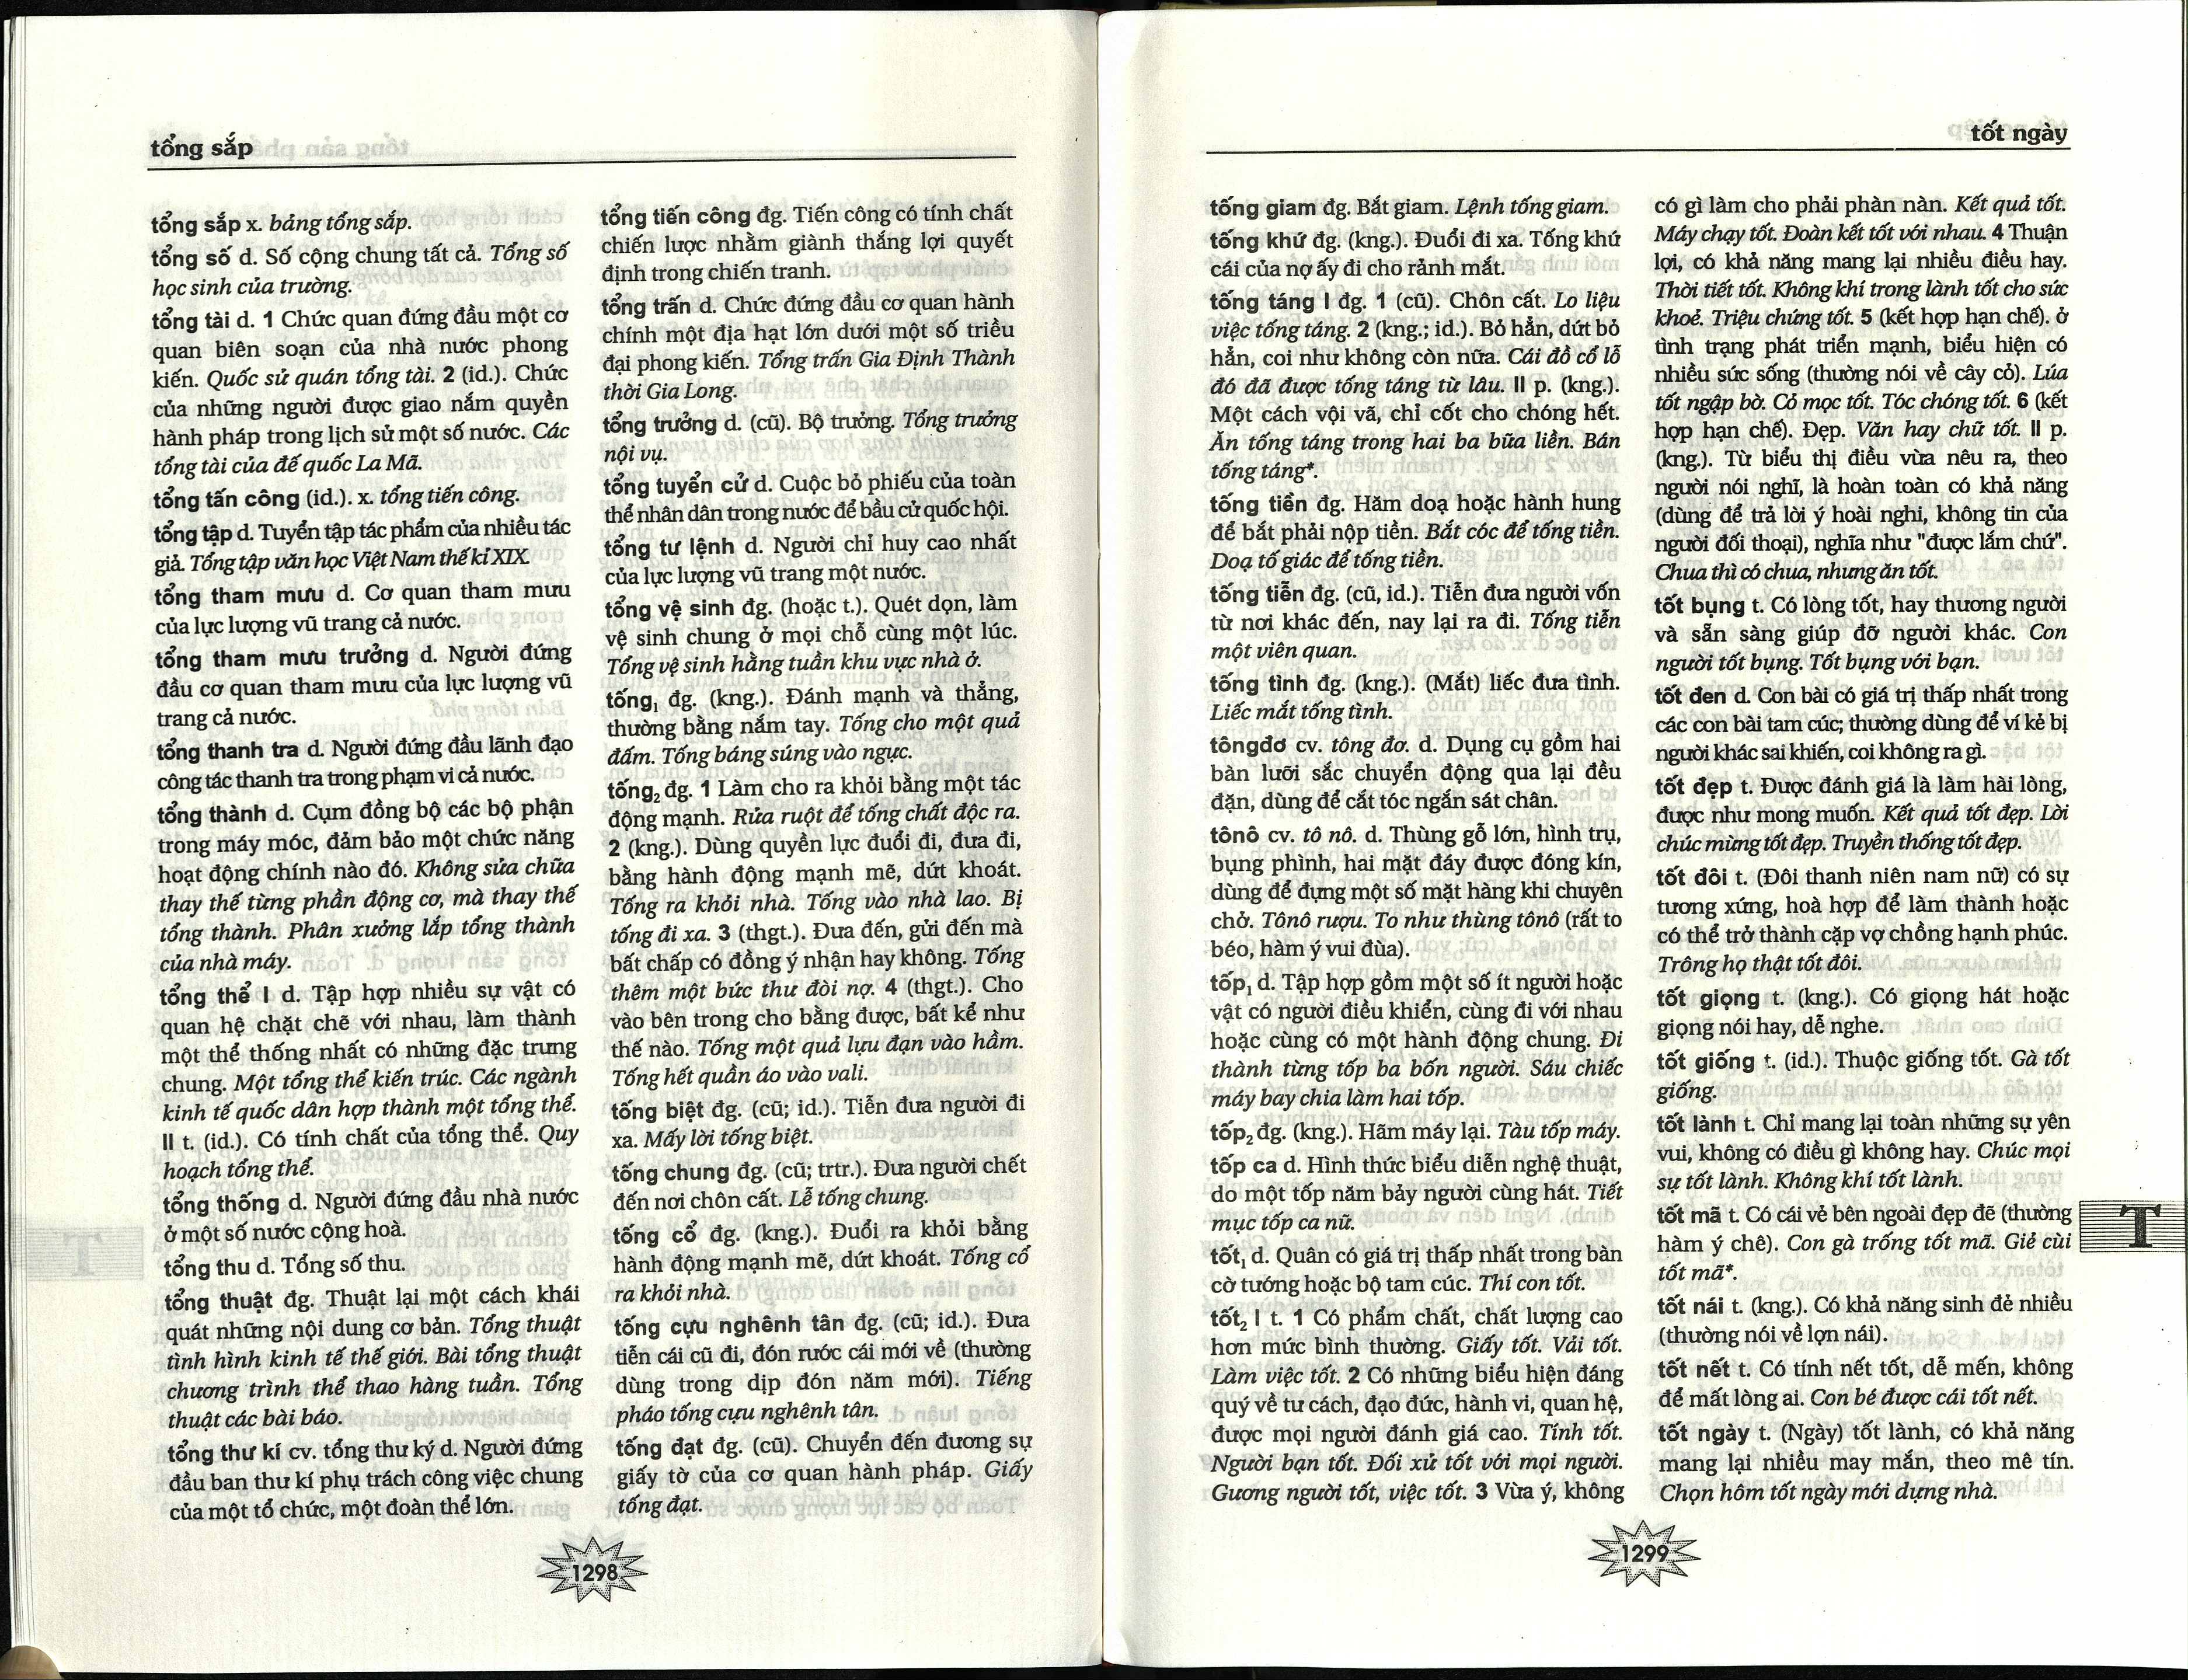 tổng sắp
tổng sắp x. bảng tổng sắp.
tổng số d. Số cộng chung tất cả. Tổng số
học sinh của trường.
tổng tài d. 1 Chức quan đứng đầu một cơ
quan biên soạn của nhà nước phong
kiến. Quốc sử quán tổng tài. 2 (id.). Chức
của những người được giao nắm quyền
hành pháp trong lịch sử một số nước. Các
tổng tài của đế quốc La Mã.
tổng tấn công (id.). x. tổng tiến công.
tổng tập d. Tuyển tập tác phẩm của nhiều tác
giả. Tổng tập văn học Việt Nam thế kỉ XIX.
tổng tham mưu d. Cơ quan tham mưu
của lực lượng vũ trang cả nước.
tổng tham mưu trưởng d. Người đứng
đầu cơ quan tham mưu của lực lượng vũ
trang cả nước.
tổng thanh tra d. Người đứng đầu lãnh đạo
công tác thanh tra trong phạm vi cả nước.
tổng thành d. Cụm đồng bộ các bộ phận
trong máy móc, đảm bảo một chức năng
hoạt động chính nào đó. Không sửa chữa
thay thế từng phần động cơ, mà thay thế
tổng thành. Phân xưởng lắp tổng thành
của nhà máy.
tổng thể I d. Tập hợp nhiều sự vật có
quan hệ chặt chẽ với nhau, làm thành
một thể thống nhất có những đặc trưng
chung. Một tổng thể kiến trúc. Các ngành
kinh tế quốc dân hợp thành một tổng thể.
II t. (id.). Có tính chất của tổng thể. Quy
hoạch tổng thể.
tổng thống d. Người đứng đầu nhà nước
ở một số nước cộng hoà.
tổng thu d. Tổng số thu.
tổng thuật đg. Thuật lại một cách khái
quát những nội dung cơ bản. Tổng thuật
tình hình kinh tế thế giới. Bài tổng thuật
chương trình thể thao hàng tuần. Tổng
thuật các bài báo.
tổng thư kí cv. tổng thư ký d. Người đứng
đầu ban thư kí phụ trách công việc chung
của một tổ chức, một đoàn thể lớn.
tổng tiến công đg. Tiến công có tính chất
chiến lược nhằm giành thắng lợi quyết
định trong chiến tranh.
tổng trấn d. Chức đứng đầu cơ quan hành
chính một địa hạt lớn dưới một số triều
đại phong kiến. Tổng trấn Gia Định Thành
thời Gia Long.
tổng trưởng d. (cũ). Bộ trưởng. Tổng trưởng
nội vụ.
tổng tuyển cử d. Cuộc bỏ phiếu của toàn
thể nhân dân trong nước để bầu cử quốc hội.
tổng tư lệnh d. Người chỉ huy cao nhất
của lực lượng vũ trang một nước.
tổng vệ sinh đg. (hoặc t.). Quét dọn, làm
vệ sinh chung ở mọi chỗ cùng một lúc.
Tổng vệ sinh hằng tuần khu vực nhà ở.
tống₁ đg. (kng.). Đánh mạnh và thẳng,
thường bằng nắm tay. Tống cho một quả
đấm. Tống báng súng vào ngực.
tống₂ đg. 1 Làm cho ra khỏi bằng một tác
động mạnh. Rửa ruột để tống chất độc ra.
2 (kng.). Dùng quyền lực đuổi đi, đưa đi,
bằng hành động mạnh mẽ, dứt khoát.
Tống ra khỏi nhà. Tống vào nhà lao. Bị
tống đi xa. 3 (thgt.). Đưa đến, gửi đến mà
bất chấp có đồng ý nhận hay không. Tống
thêm một bức thư đòi nợ. 4 (thgt.). Cho
vào bên trong cho bằng được, bất kể như
thế nào. Tống một quả lựu đạn vào hầm.
Tống hết quần áo vào vali.
tống biệt đg. (cũ; id.). Tiễn đưa người đi
xa. Mấy lời tống biệt.
tống chung đg. (cũ; trtr.). Đưa người chết
đến nơi chôn cất. Lễ tống chung.
tống cổ đg. (kng.). Đuổi ra khỏi bằng
hành động mạnh mẽ, dứt khoát. Tống cổ
ra khỏi nhà.
tống cựu nghênh tân đg. (cũ; id.). Đưa
tiễn cái cũ đi, đón rước cái mới về (thường
dùng trong dịp đón năm mới). Tiếng
pháo tống cựu nghênh tân.
tống đạt đg. (cũ). Chuyển đến đương sự
giấy tờ của cơ quan hành pháp. Giấy
tống đạt.
1298
tốt ngày
tống giam đg. Bắt giam. Lệnh tống giam.
tống khứ đg. (kng.). Đuổi đi xa. Tống khứ
cái của nợ ấy đi cho rảnh mắt.
tống táng I đg. 1 (cũ). Chôn cất. Lo liệu
việc tống táng. 2 (kng.; id.). Bỏ hẳn, dứt bỏ
hẳn, coi như không còn nữa. Cái đồ cổ lỗ
đó đã được tống táng từ lâu. II p. (kng.).
Một cách vội vã, chỉ cốt cho chóng hết.
Ăn tống táng trong hai ba bữa liền. Bán
tống táng*.
tống tiền đg. Hăm doạ hoặc hành hung
để bắt phải nộp tiền. Bắt cóc để tống tiền.
Doạ tố giác để tống tiền.
tống tiễn đg. (cũ, id.). Tiễn đưa người vốn
từ nơi khác đến, nay lại ra đi. Tống tiễn
một viên quan.
tống tình đg. (kng.). (Mắt) liếc đưa tình.
Liếc mắt tống tình.
tôngđơ cv. tông đơ. d. Dụng cụ gồm hai
bàn lưỡi sắc chuyển động qua lại đều
đặn, dùng để cắt tóc ngắn sát chân.
tônô cv. tô nô. d. Thùng gỗ lớn, hình trụ,
bụng phình, hai mặt đáy được đóng kín,
dùng để đựng một số mặt hàng khi chuyên
chở. Tônô rượu. To như thùng tônô (rất to
béo, hàm ý vui đùa).
tốp₁ d. Tập hợp gồm một số ít người hoặc
vật có người điều khiển, cùng đi với nhau
hoặc cùng có một hành động chung. Đi
thành từng tốp ba bốn người. Sáu chiếc
máy bay chia làm hai tốp.
tốp₂ đg. (kng.). Hãm máy lại. Tàu tốp máy.
tốp ca d. Hình thức biểu diễn nghệ thuật,
do một tốp năm bảy người cùng hát. Tiết
mục tốp ca nữ.
tốt₁ d. Quân có giá trị thấp nhất trong bàn
cờ tướng hoặc bộ tam cúc. Thí con tốt.
tốt₂ I t. 1 Có phẩm chất, chất lượng cao
hơn mức bình thường. Giấy tốt. Vải tốt.
Làm việc tốt. 2 Có những biểu hiện đáng
quý về tư cách, đạo đức, hành vi, quan hệ,
được mọi người đánh giá cao. Tính tốt.
Người bạn tốt. Đối xử tốt với mọi người.
Gương người tốt, việc tốt. 3 Vừa ý, không
có gì làm cho phải phàn nàn. Kết quả tốt.
Máy chạy tốt. Đoàn kết tốt với nhau. 4 Thuận
lợi, có khả năng mang lại nhiều điều hay.
Thời tiết tốt. Không khí trong lành tốt cho sức
khoẻ. Triệu chứng tốt. 5 (kết hợp hạn chế). ở
tình trạng phát triển mạnh, biểu hiện có
nhiều sức sống (thường nói về cây cỏ). Lúa
tốt ngập bờ. Cỏ mọc tốt. Tóc chóng tốt. 6 (kết
hợp hạn chế). Đẹp. Văn hay chữ tốt. II p.
(kng.). Từ biểu thị điều vừa nêu ra, theo
người nói nghĩ, là hoàn toàn có khả năng
(dùng để trả lời ý hoài nghi, không tin của
người đối thoại), nghĩa như "được lắm chứ".
Chua thì có chua, nhưng ăn tốt.
tốt bụng t. Có lòng tốt, hay thương người
và sẵn sàng giúp đỡ người khác. Con
người tốt bụng. Tốt bụng với bạn.
tốt đen d. Con bài có giá trị thấp nhất trong
các con bài tam cúc; thường dùng để ví kẻ bị
người khác sai khiến, coi không ra gì.
tốt đẹp t. Được đánh giá là làm hài lòng,
được như mong muốn. Kết quả tốt đẹp. Lời
chúc mừng tốt đẹp. Truyền thống tốt đẹp.
tốt đôi t. (Đôi thanh niên nam nữ) có sự
tương xứng, hoà hợp để làm thành hoặc
có thể trở thành cặp vợ chồng hạnh phúc.
Trông họ thật tốt đôi.
tốt giọng t. (kng.). Có giọng hát hoặc
giọng nói hay, dễ nghe.
tốt giống t. (id.). Thuộc giống tốt. Gà tốt
giống.
tốt lành t. Chỉ mang lại toàn những sự yên
vui, không có điều gì không hay. Chúc mọi
sự tốt lành. Không khí tốt lành.
tốt mã t. Có cái vẻ bên ngoài đẹp đẽ (thường
hàm ý chê). Con gà trống tốt mã. Giẻ cùi
tốt mã*.
tốt nái t. (kng.). Có khả năng sinh đẻ nhiều
(thường nói về lợn nái).
tốt nết t. Có tính nết tốt, dễ mến, không
để mất lòng ai. Con bé được cái tốt nết.
tốt ngày t. (Ngày) tốt lành, có khả năng
mang lại nhiều may mắn, theo mê tín.
Chọn hôm tốt ngày mới dựng nhà.
T
1299